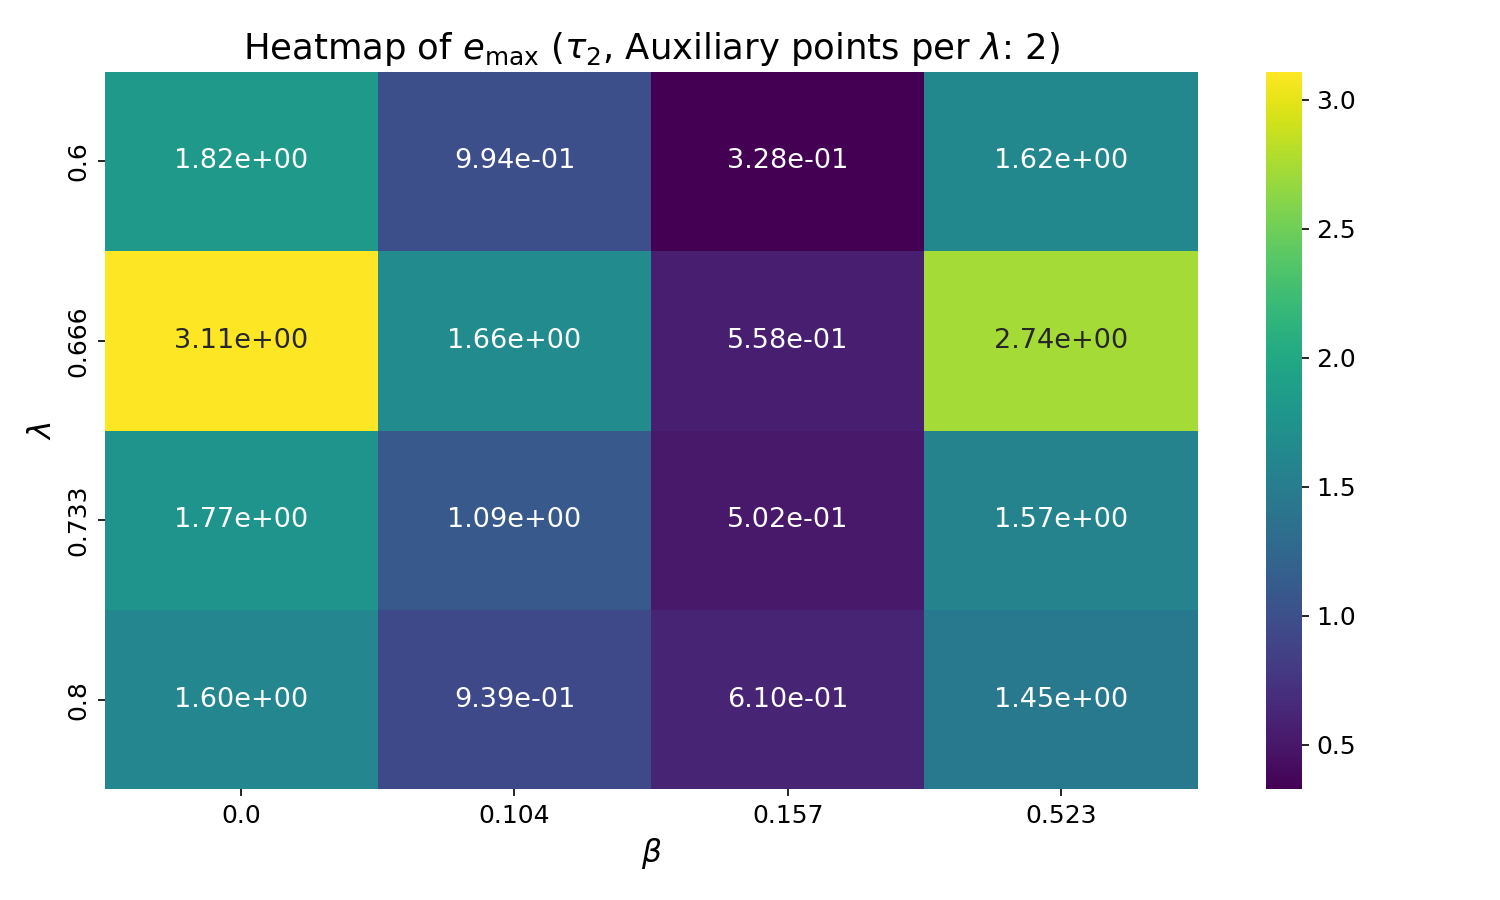 Heatmap of e_max (τ_2, Auxiliary points per λ: 2)
λ
0.6
1.82e+00 9.94e-01 3.28e-01 1.62e+00
0.666
3.11e+00 1.66e+00 5.58e-01 2.74e+00
0.733
1.77e+00 1.09e+00 5.02e-01 1.57e+00
0.8
1.60e+00 9.39e-01 6.10e-01 1.45e+00
0.0 0.104 0.157 0.523
β
3.0
2.5
2.0
1.5
1.0
0.5